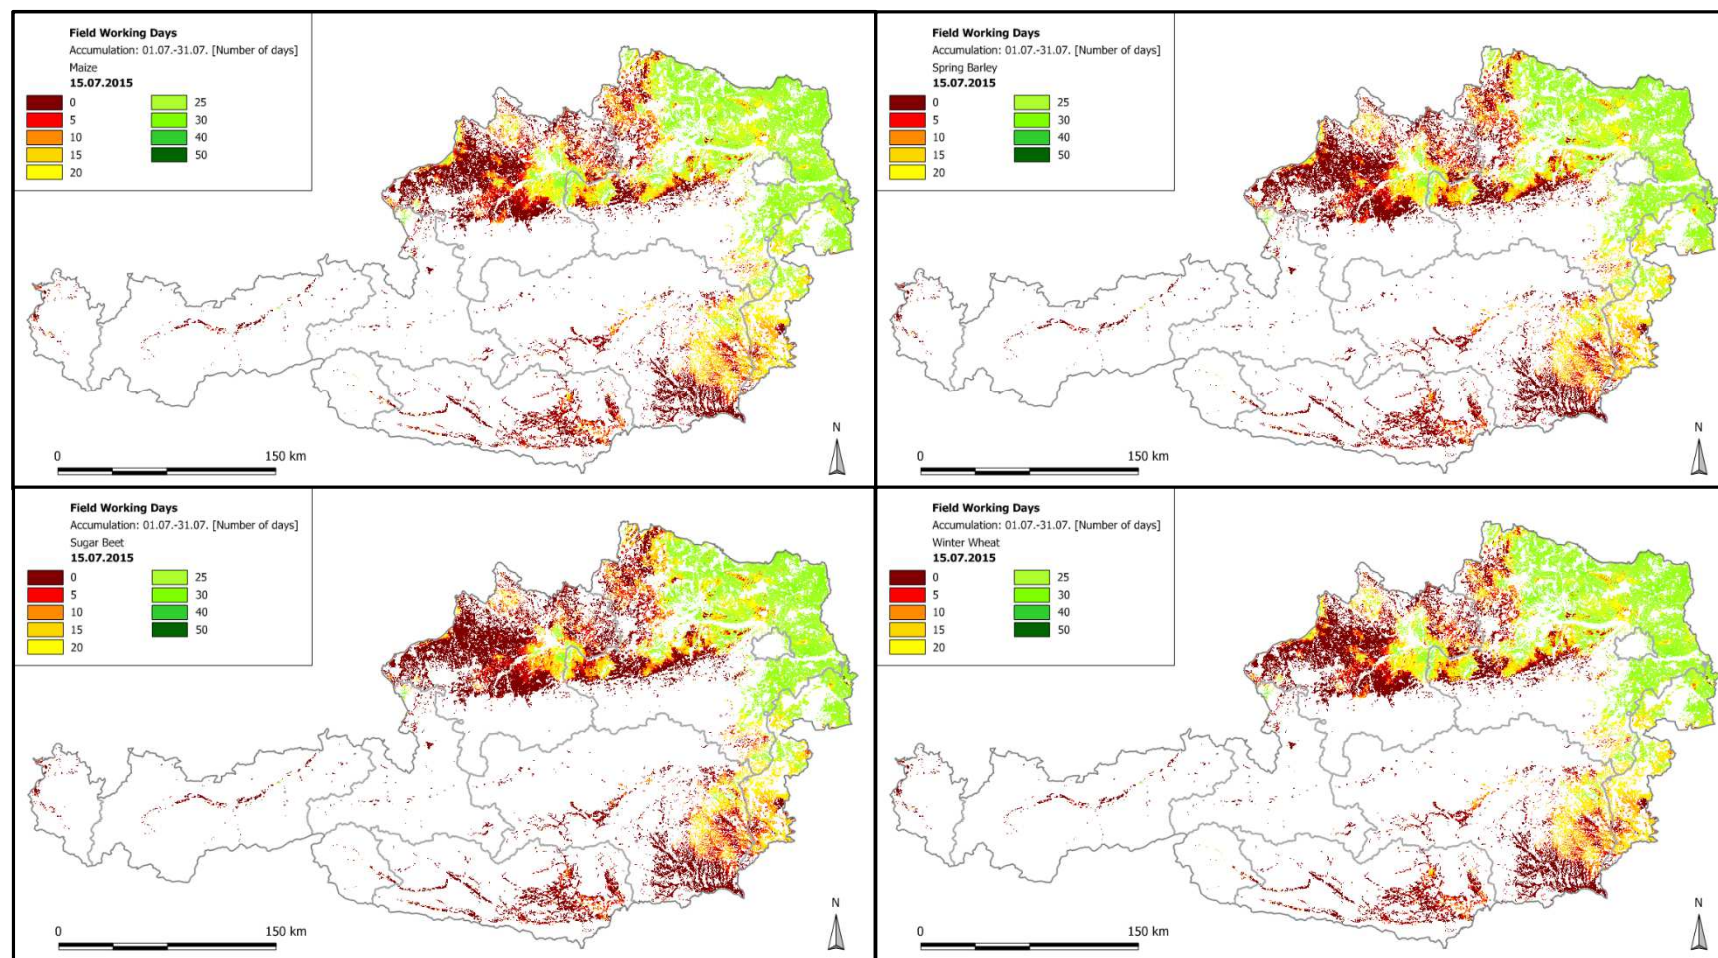 Field Working Days
Accumulation: 01.07.-31.07. [Number of days]
Maize
15.07.2015
0 25
5 30
10 40
15 50
20
0 150 km
N
Field Working Days
Accumulation: 01.07.-31.07. [Number of days]
Spring Barley
15.07.2015
0 25
5 30
10 40
15 50
20
0 150 km
N
Field Working Days
Accumulation: 01.07.-31.07. [Number of days]
Sugar Beet
15.07.2015
0 25
5 30
10 40
15 50
20
0 150 km
N
Field Working Days
Accumulation: 01.07.-31.07. [Number of days]
Winter Wheat
15.07.2015
0 25
5 30
10 40
15 50
20
0 150 km
N